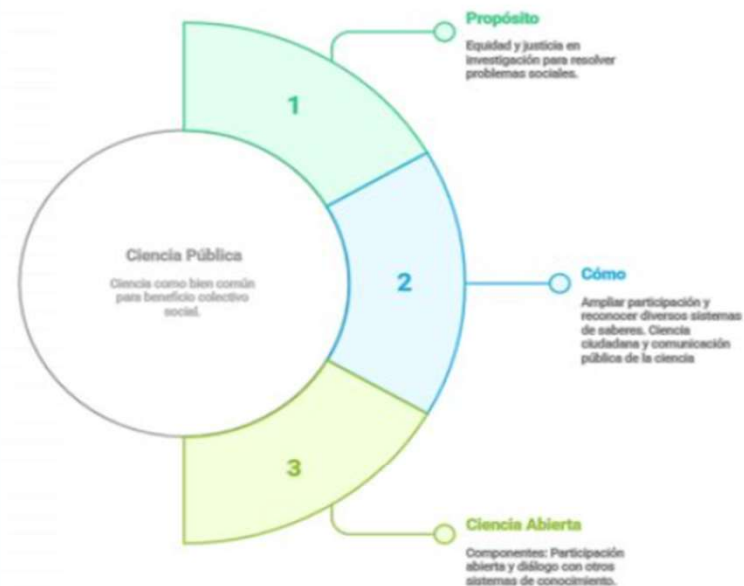 Propósito
Equidad y justicia en
investigación para resolver
problemas sociales.
1
Ciencia Pública
Ciencia como bien común
para beneficio colectivo
social.
2
Cómo
Ampliar participación y
reconocer diversos sistemas
de saberes. Ciencia
ciudadana y comunicación
pública de la ciencia
3
Ciencia Abierta
Componentes: Participación
abierta y diálogo con otros
sistemas de conocimiento.